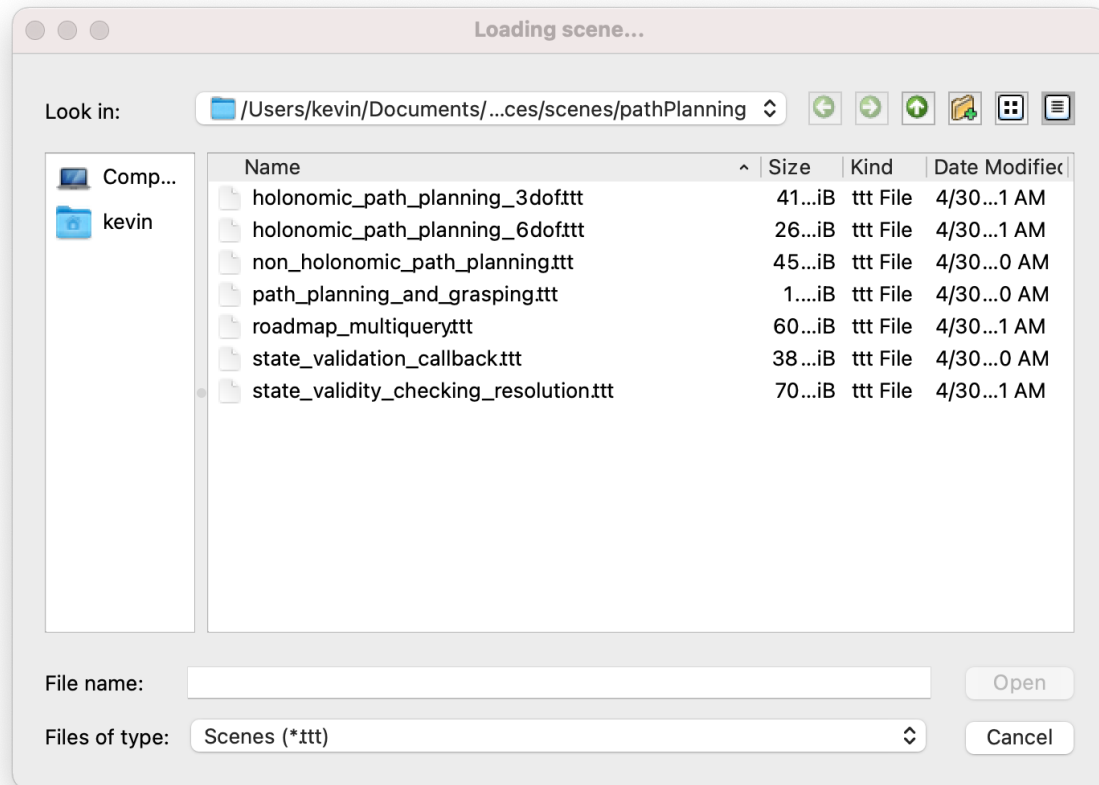 Loading scene...
Look in: /Users/kevin/Documents/ ...ces/scenes/pathPlanning
Comp...
kevin
Name Size Kind Date Modified
holonomic_path_planning_3dof.ttt 41...iB ttt File 4/30...1 AM
holonomic_path_planning_6dof.ttt 26...iB ttt File 4/30...1 AM
non_holonomic_path_planning.ttt 45...iB ttt File 4/30...0 AM
path_planning_and_grasping.ttt 1....iB ttt File 4/30...0 AM
roadmap_multiquery.ttt 60...iB ttt File 4/30...1 AM
state_validation_callback.ttt 38...iB ttt File 4/30...0 AM
state_validity_checking_resolution.ttt 70...iB ttt File 4/30...1 AM
File name: Open
Files of type: Scenes (*.ttt) Cancel